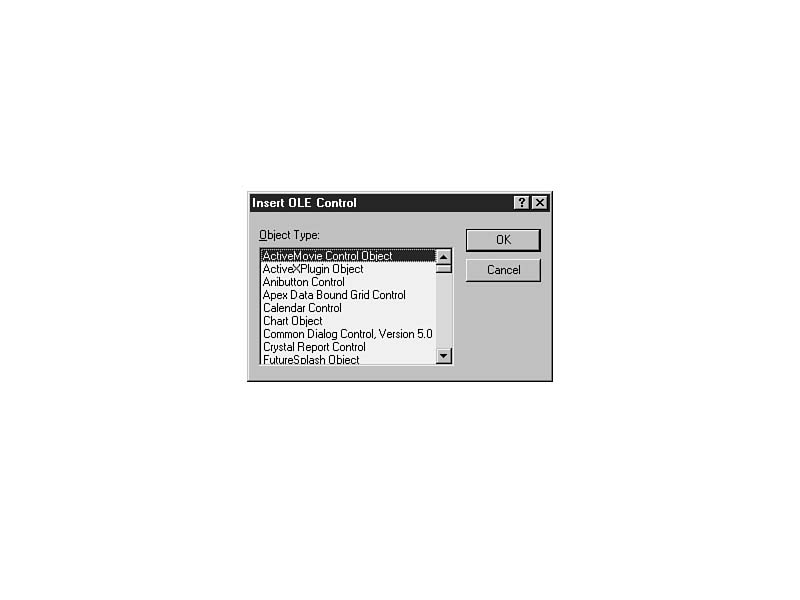 Insert OLE Control
Object Type:
OK
Cancel
ActiveMovie Control Object
ActiveXPlugin Object
Anibutton Control
Apex Data Bound Grid Control
Calendar Control
Chart Object
Common Dialog Control, Version 5.0
Crystal Report Control
FutureSplash Object